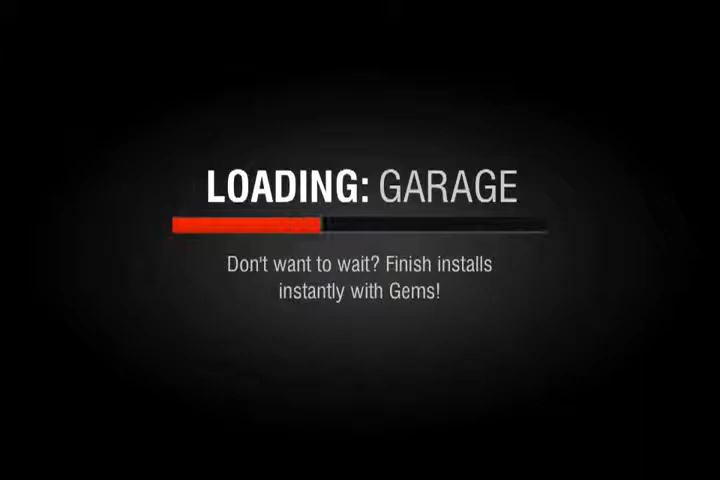 LOADING: GARAGE
Don't want to wait? Finish installs
instantly with Gems!